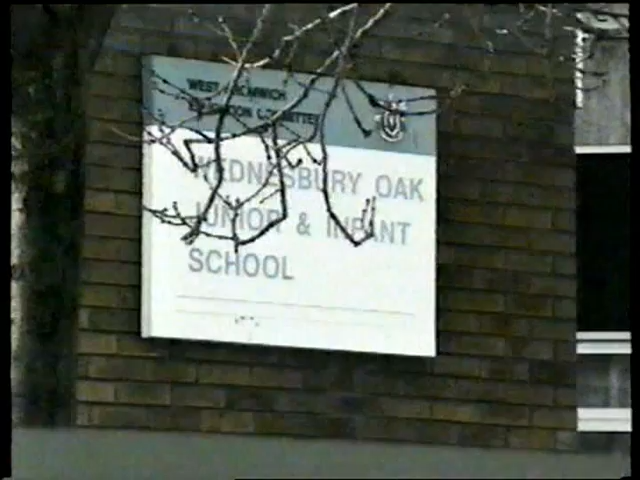 WEST BROMWICH
EDUCATION COMMITTEE
WEDNESBURY OAK
JUNIOR & INFANT
SCHOOL